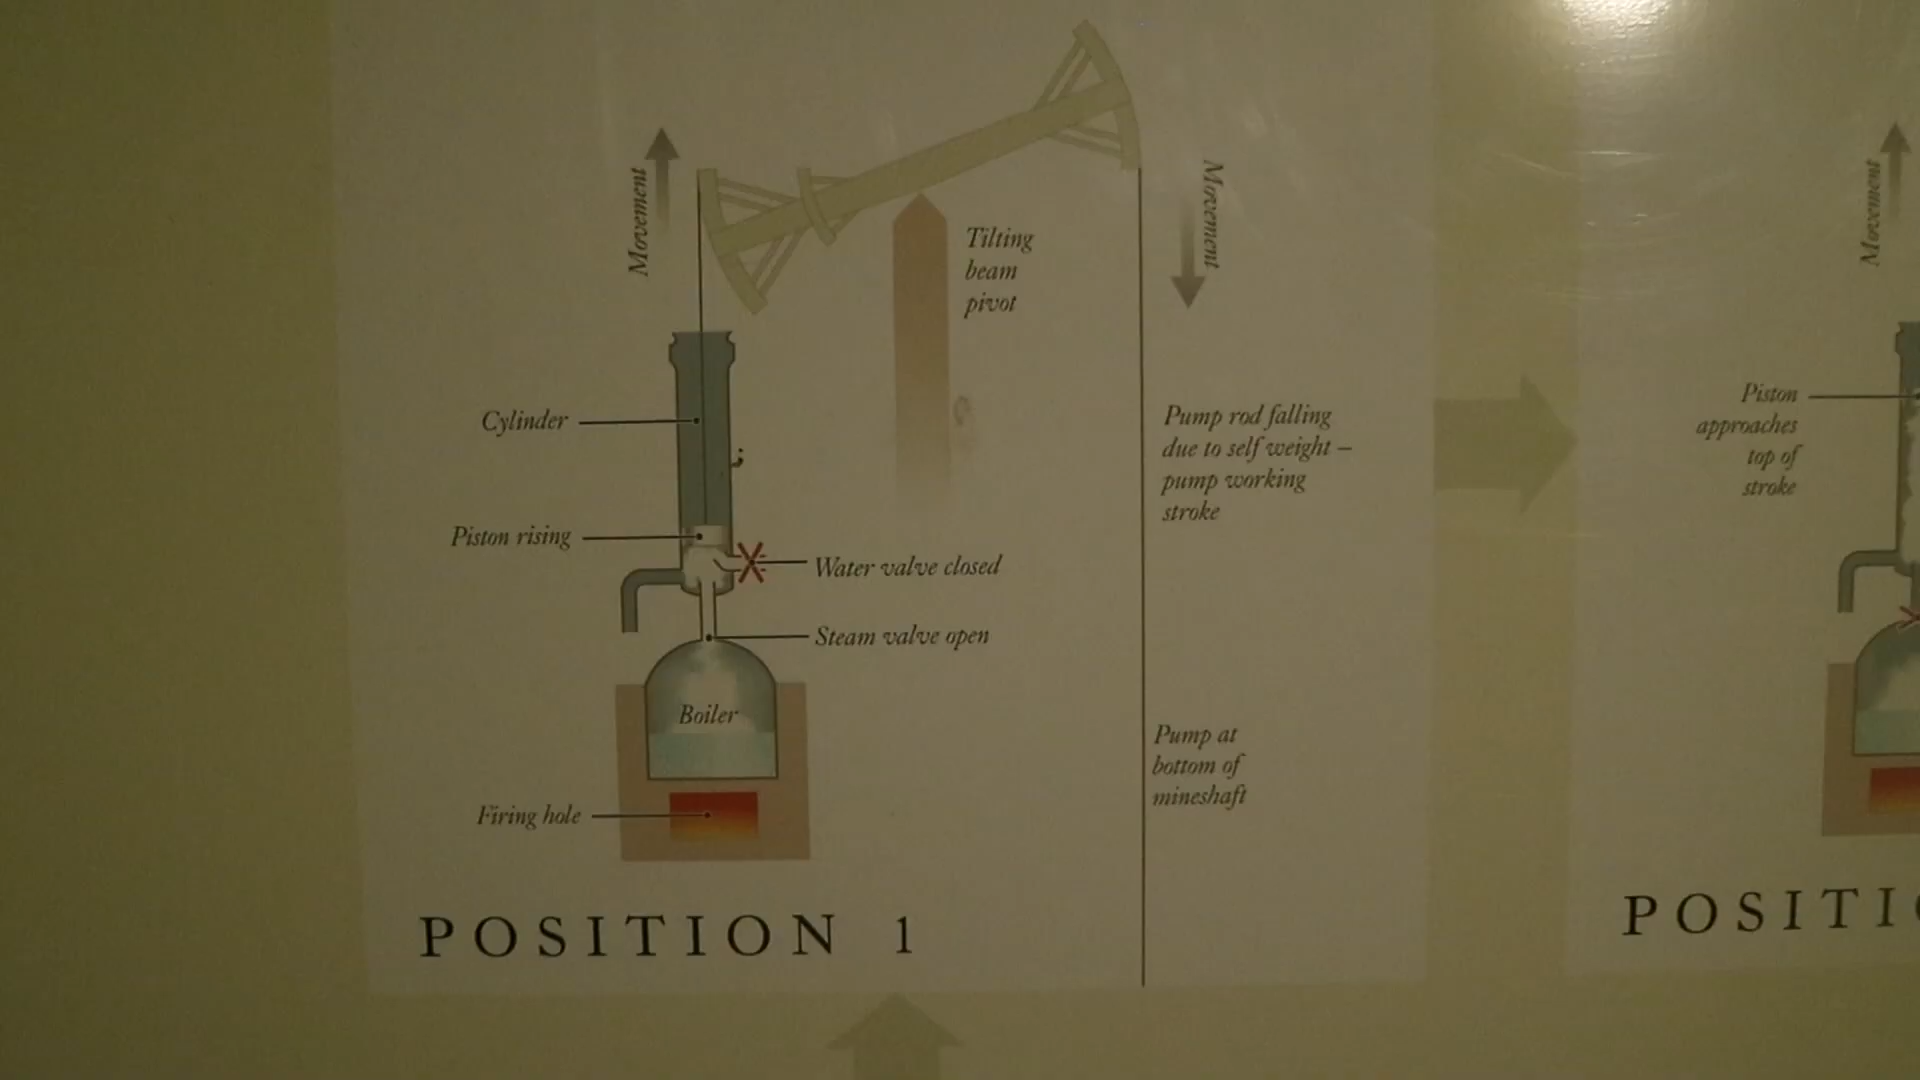 Movement
Movement
Tilting
beam
pivot
Cylinder
Pump rod falling
due to self weight –
pump working
stroke
Piston rising
Water valve closed
Steam valve open
Boiler
Pump at
bottom of
mineshaft
Firing hole
POSITION 1
Movement
Piston
approaches
top of
stroke
POSITIO